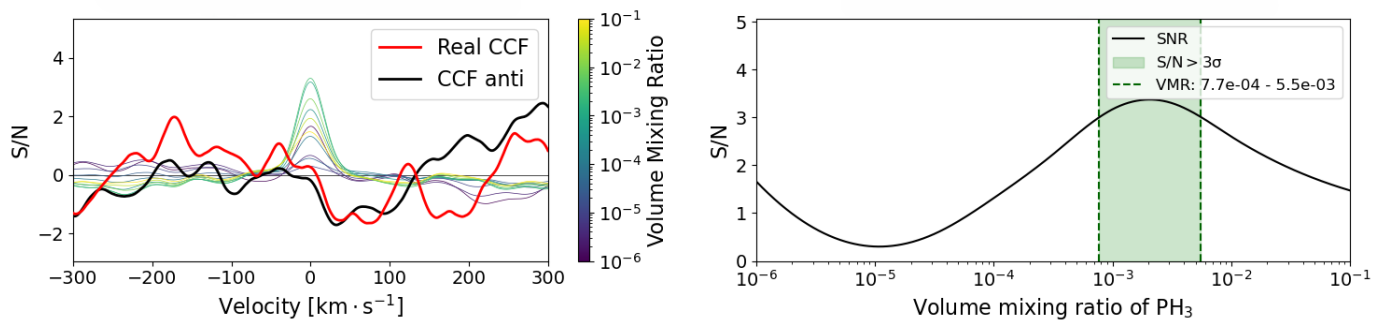 4
2
0
−2
S/N
−300
−200
−100
0
100
200
300
Velocity [km · s⁻¹]
Real CCF
CCF anti
10⁻¹
10⁻²
10⁻³
10⁻⁴
10⁻⁵
10⁻⁶
Volume Mixing Ratio
5
4
3
2
1
0
S/N
10⁻⁶
10⁻⁵
10⁻⁴
10⁻³
10⁻²
10⁻¹
Volume mixing ratio of PH₃
SNR
S/N > 3σ
VMR: 7.7e-04 - 5.5e-03